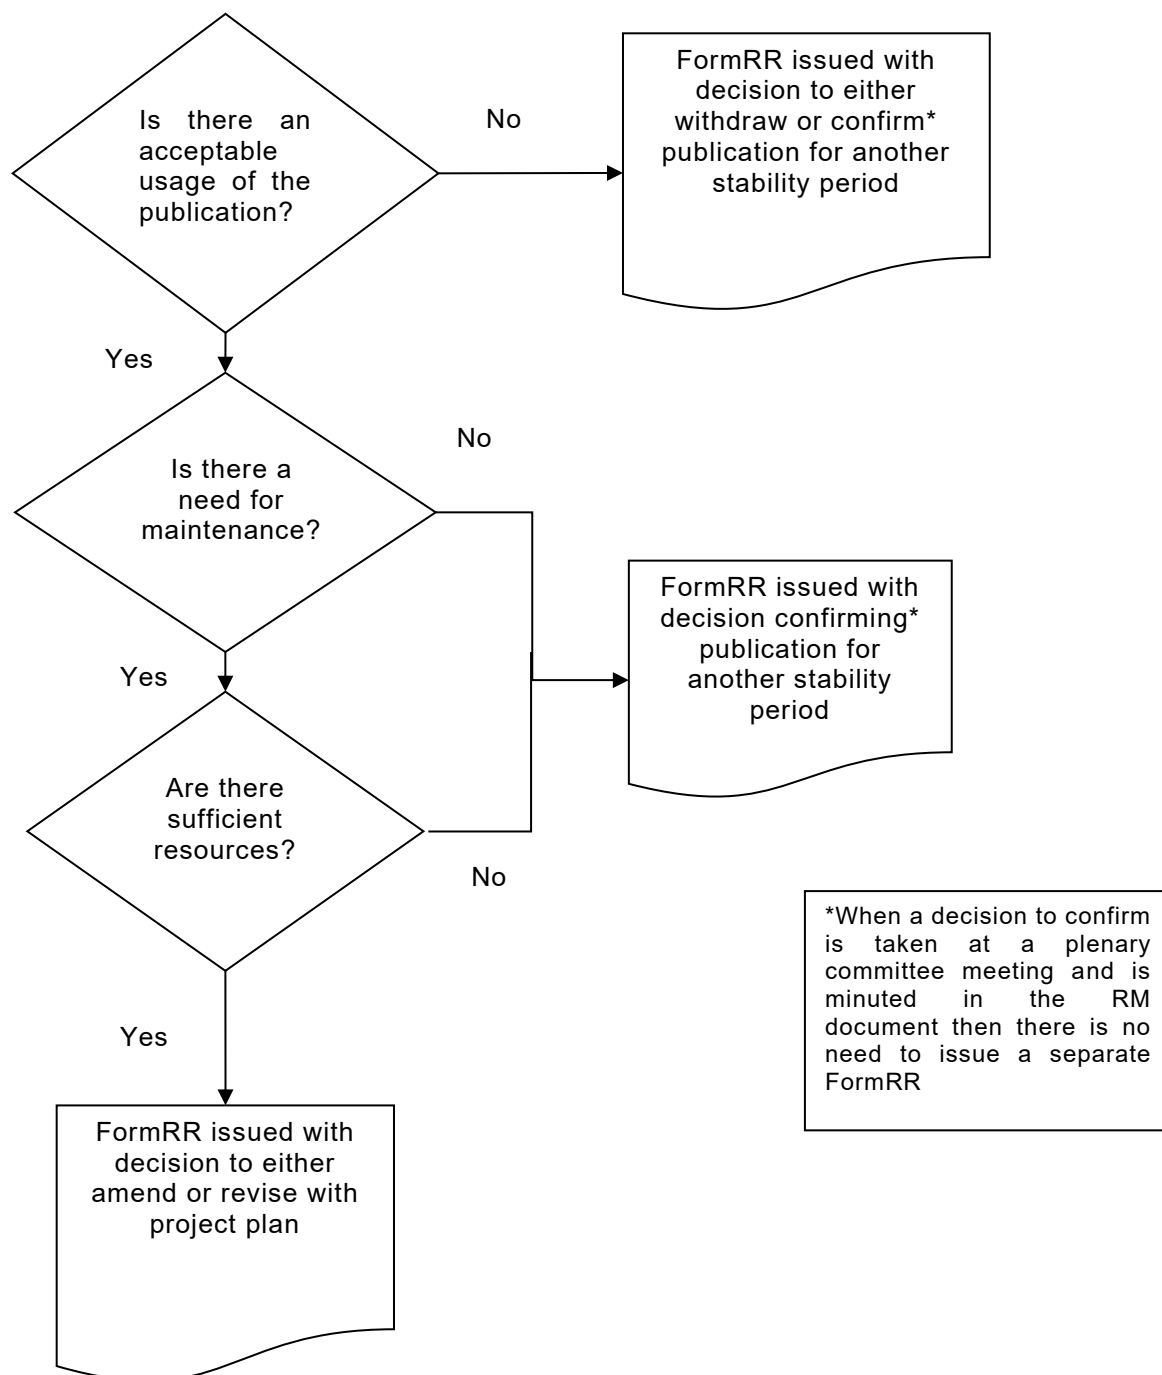 Is there an
acceptable
usage of the
publication?
No
FormRR issued with
decision to either
withdraw or confirm*
publication for another
stability period
Yes
Is there a
need for
maintenance?
No
FormRR issued with
decision confirming*
publication for
another stability
period
Yes
Are there
sufficient
resources?
No
*When a decision to confirm
is taken at a plenary
committee meeting and is
minuted in the RM
document then there is no
need to issue a separate
FormRR
Yes
FormRR issued with
decision to either
amend or revise with
project plan